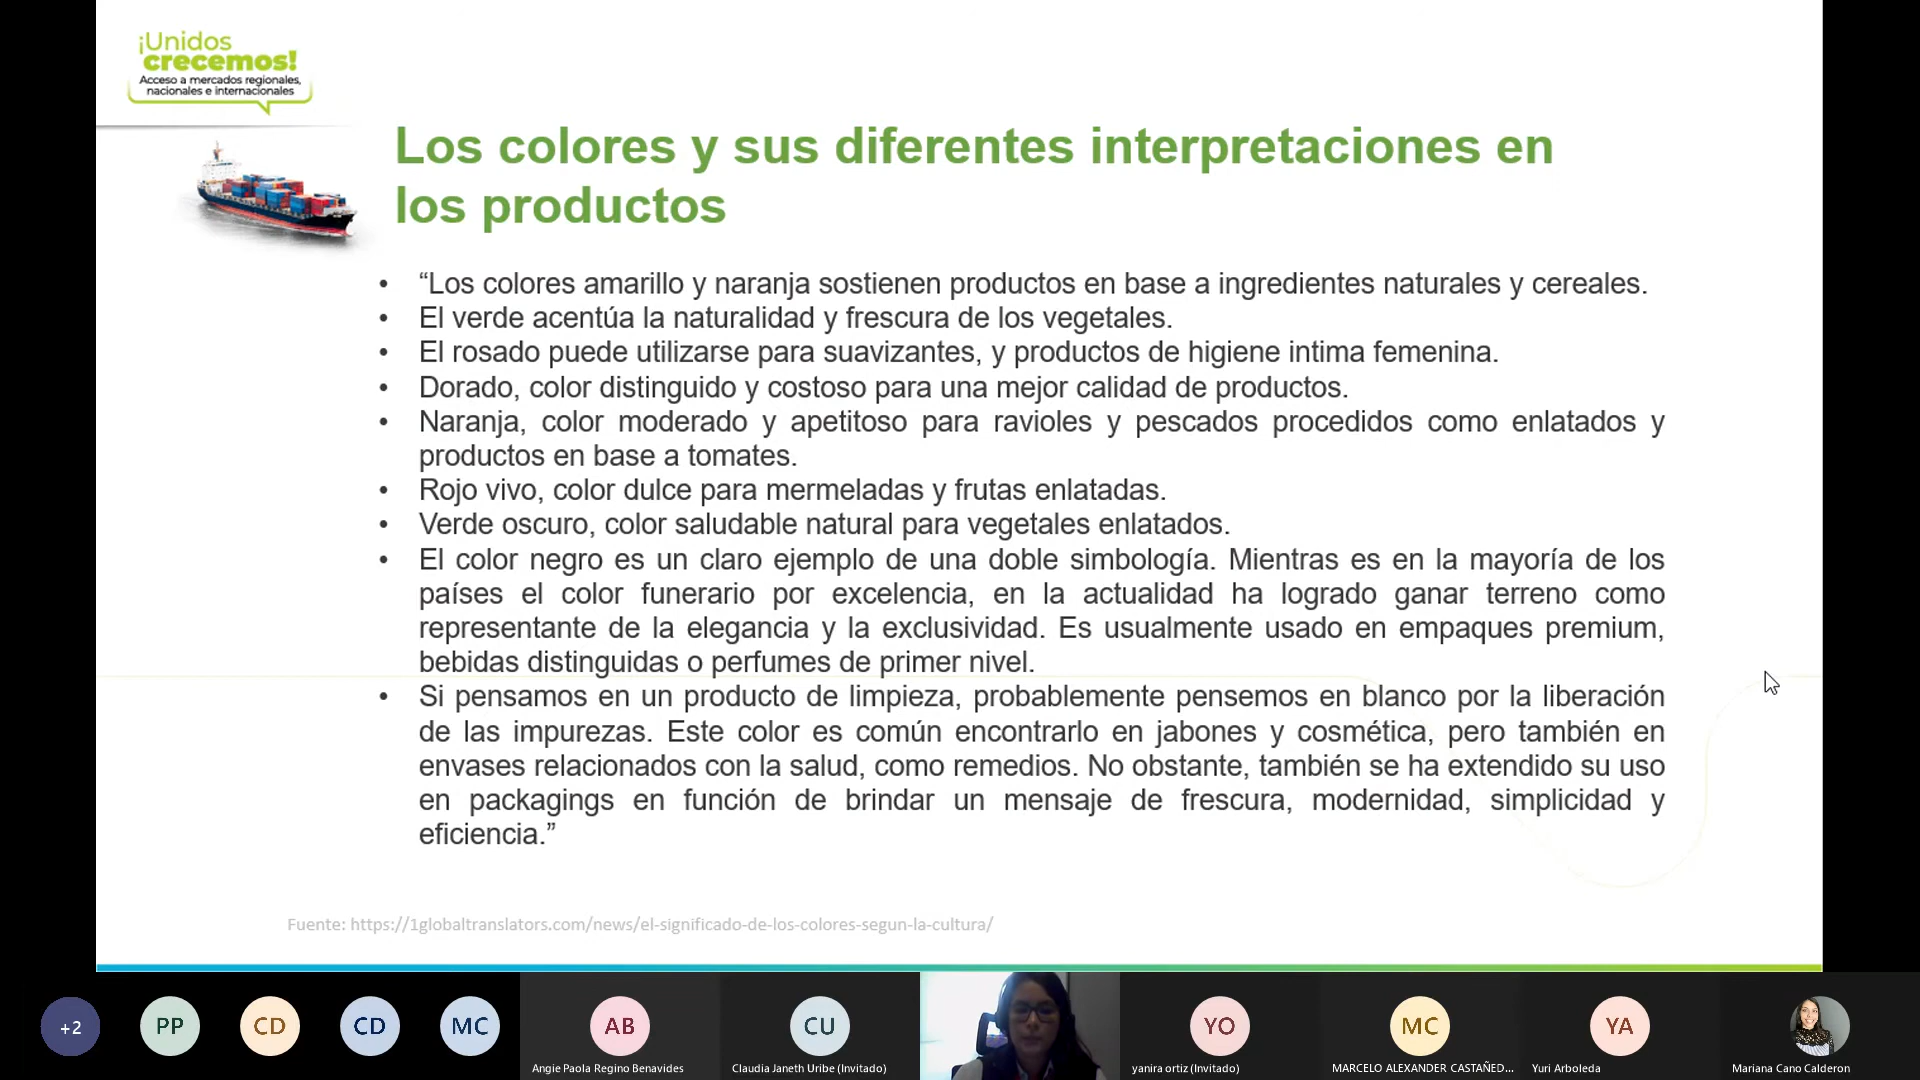 ¡Unidos
crecemos!
Acceso a mercados regionales,
nacionales e internacionales
Los colores y sus diferentes interpretaciones en
los productos
• “Los colores amarillo y naranja sostienen productos en base a ingredientes naturales y cereales.
• El verde acentúa la naturalidad y frescura de los vegetales.
• El rosado puede utilizarse para suavizantes, y productos de higiene intima femenina.
• Dorado, color distinguido y costoso para una mejor calidad de productos.
• Naranja, color moderado y apetitoso para ravioles y pescados procedidos como enlatados y
productos en base a tomates.
• Rojo vivo, color dulce para mermeladas y frutas enlatadas.
• Verde oscuro, color saludable natural para vegetales enlatados.
• El color negro es un claro ejemplo de una doble simbología. Mientras es en la mayoría de los
países el color funerario por excelencia, en la actualidad ha logrado ganar terreno como
representante de la elegancia y la exclusividad. Es usualmente usado en empaques premium,
bebidas distinguidas o perfumes de primer nivel.
• Si pensamos en un producto de limpieza, probablemente pensemos en blanco por la liberación
de las impurezas. Este color es común encontrarlo en jabones y cosmética, pero también en
envases relacionados con la salud, como remedios. No obstante, también se ha extendido su uso
en packagings en función de brindar un mensaje de frescura, modernidad, simplicidad y
eficiencia.”
Fuente: https://1globaltranslators.com/news/el-significado-de-los-colores-segun-la-cultura/
+2 PP CD CD MC AB CU YO MC YA
Angie Paola Regino Benavides Claudia Janeth Uribe (Invitado) yanira ortiz (Invitado) MARCELO ALEXANDER CASTAÑED... Yuri Arboleda Mariana Cano Calderon